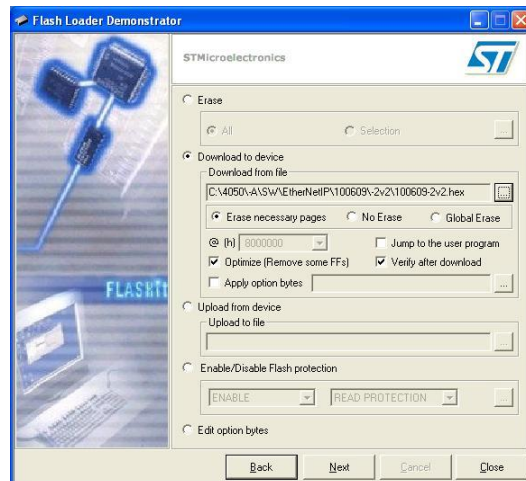 Flash Loader Demonstrator
STMicroelectronics
ST
Erase
All Selection ...
Download to device
Download from file
C:\4050\-A\SW\EtherNetIP\100609\-2v2\100609-2v2.hex ...
Erase necessary pages No Erase Global Erase
@ (h) 8000000 Jump to the user program
Optimize (Remove some FFs) Verify after download
Apply option bytes ...
Upload from device
Upload to file
...
Enable/Disable Flash protection
ENABLE READ PROTECTION ...
Edit option bytes
Back Next Cancel Close